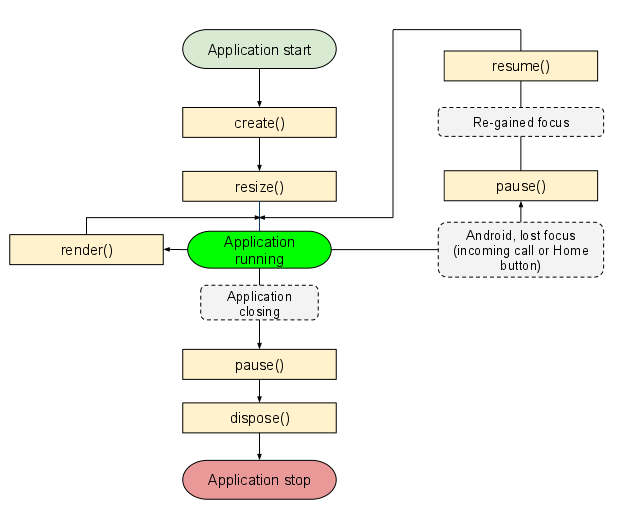 Application start
create()
resize()
render()
Application
running
Application
closing
pause()
dispose()
Application stop
resume()
Re-gained focus
pause()
Android, lost focus
(incoming call or Home
button)